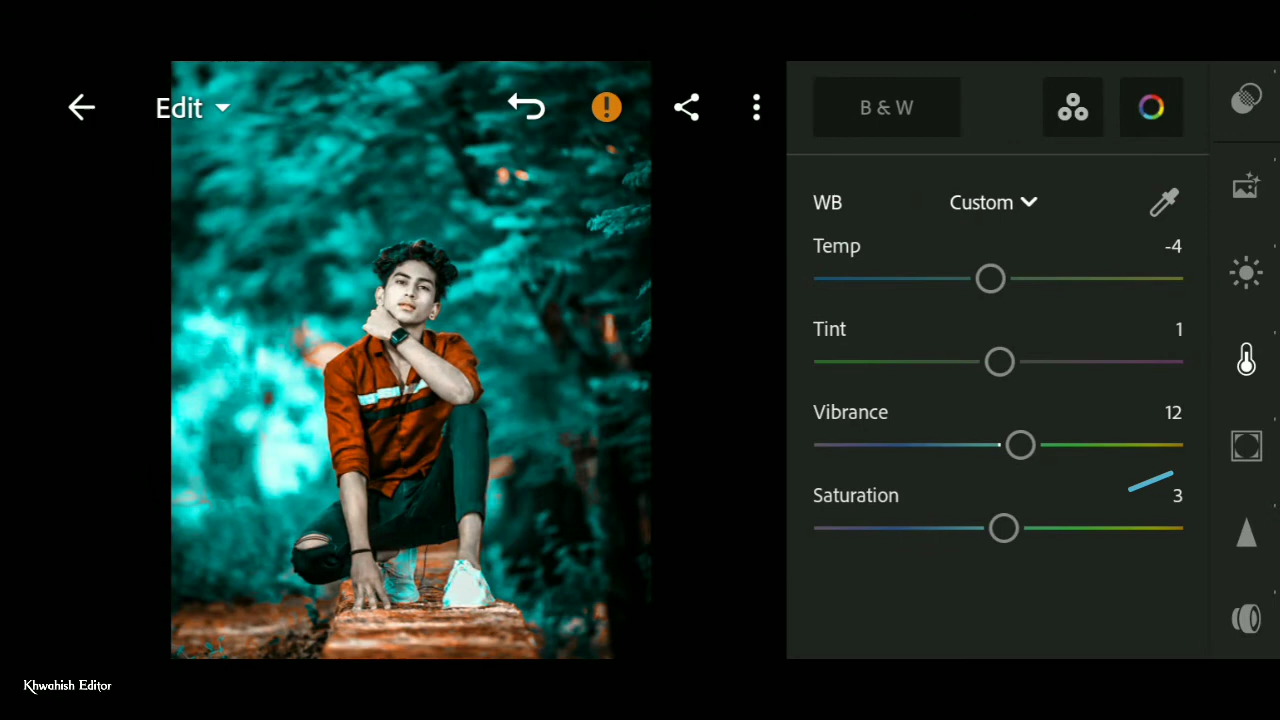 Edit
B & W
WB Custom
Temp -4
Tint 1
Vibrance 12
Saturation 3
Khwahish Editor